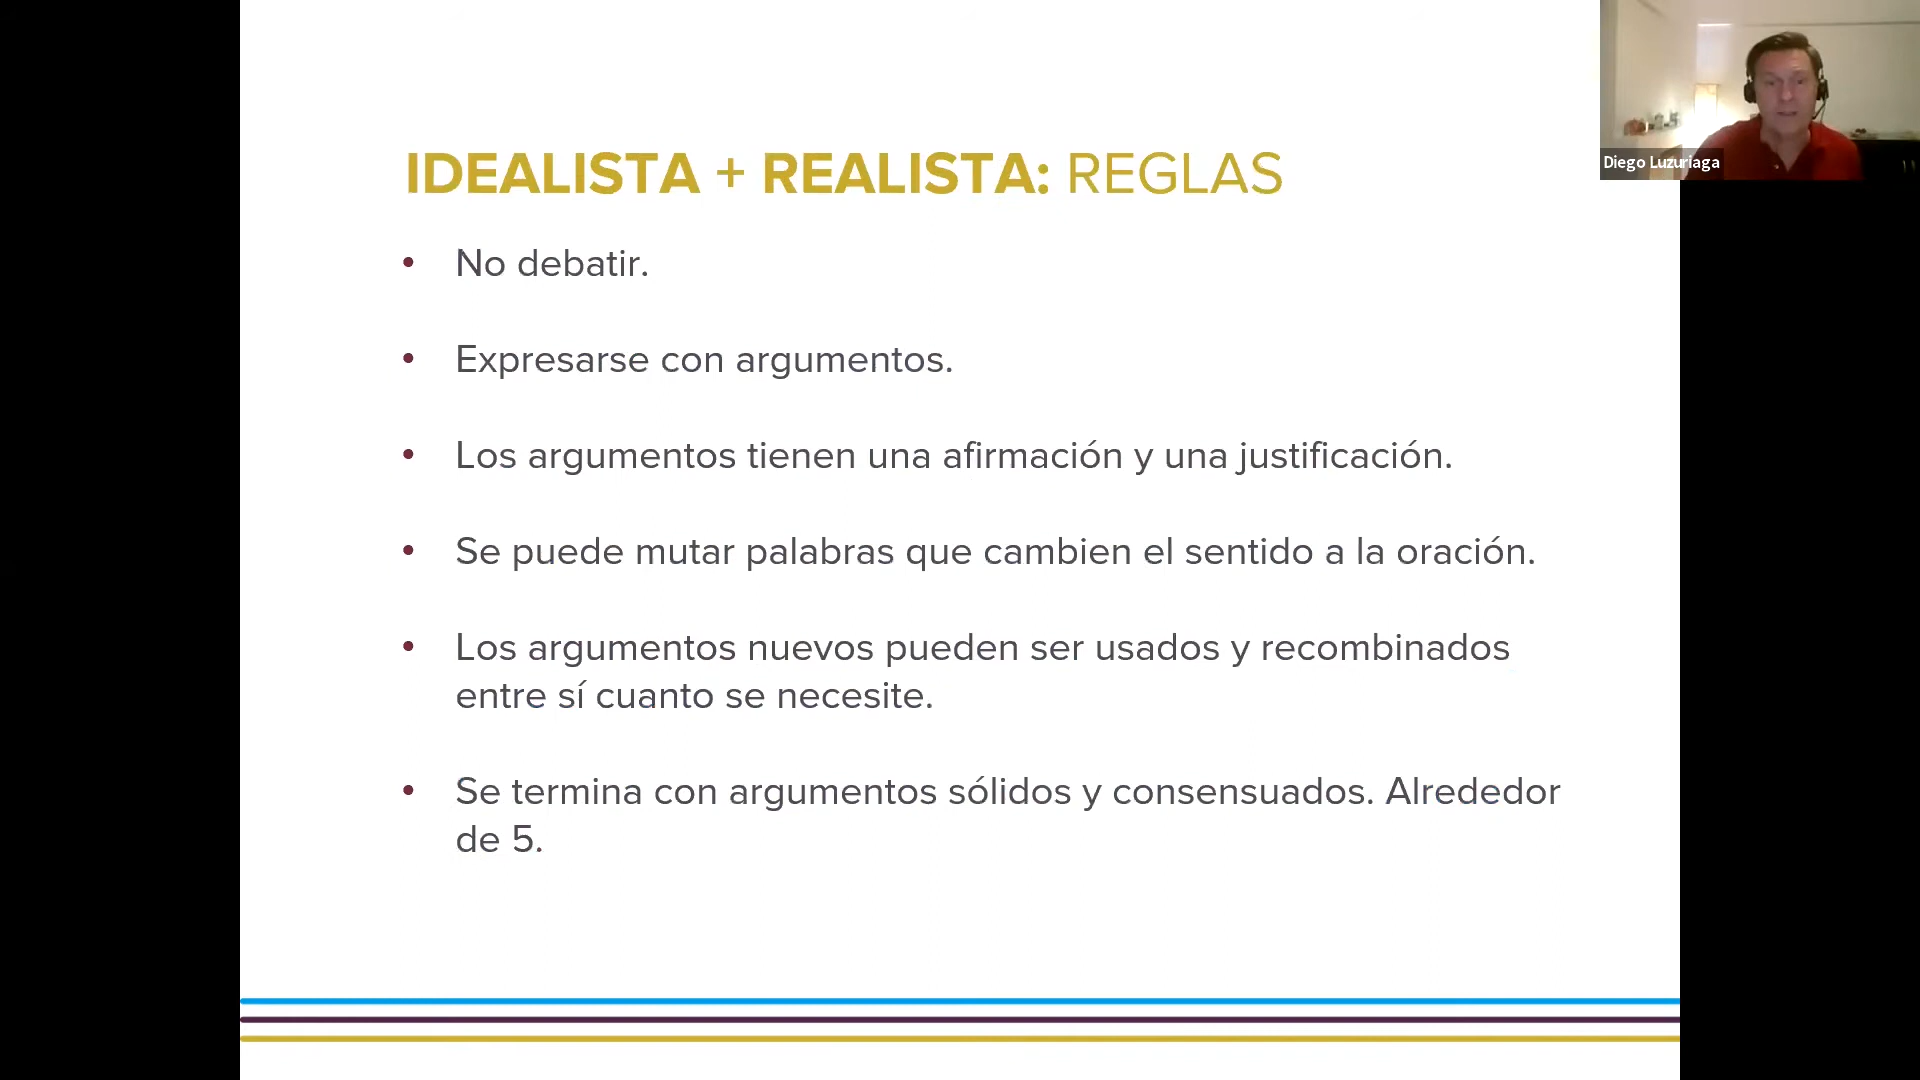 IDEALISTA + REALISTA: REGLAS
• No debatir.
• Expresarse con argumentos.
• Los argumentos tienen una afirmación y una justificación.
• Se puede mutar palabras que cambien el sentido a la oración.
• Los argumentos nuevos pueden ser usados y recombinados
entre sí cuanto se necesite.
• Se termina con argumentos sólidos y consensuados. Alrededor
de 5.
Diego Luzuriaga